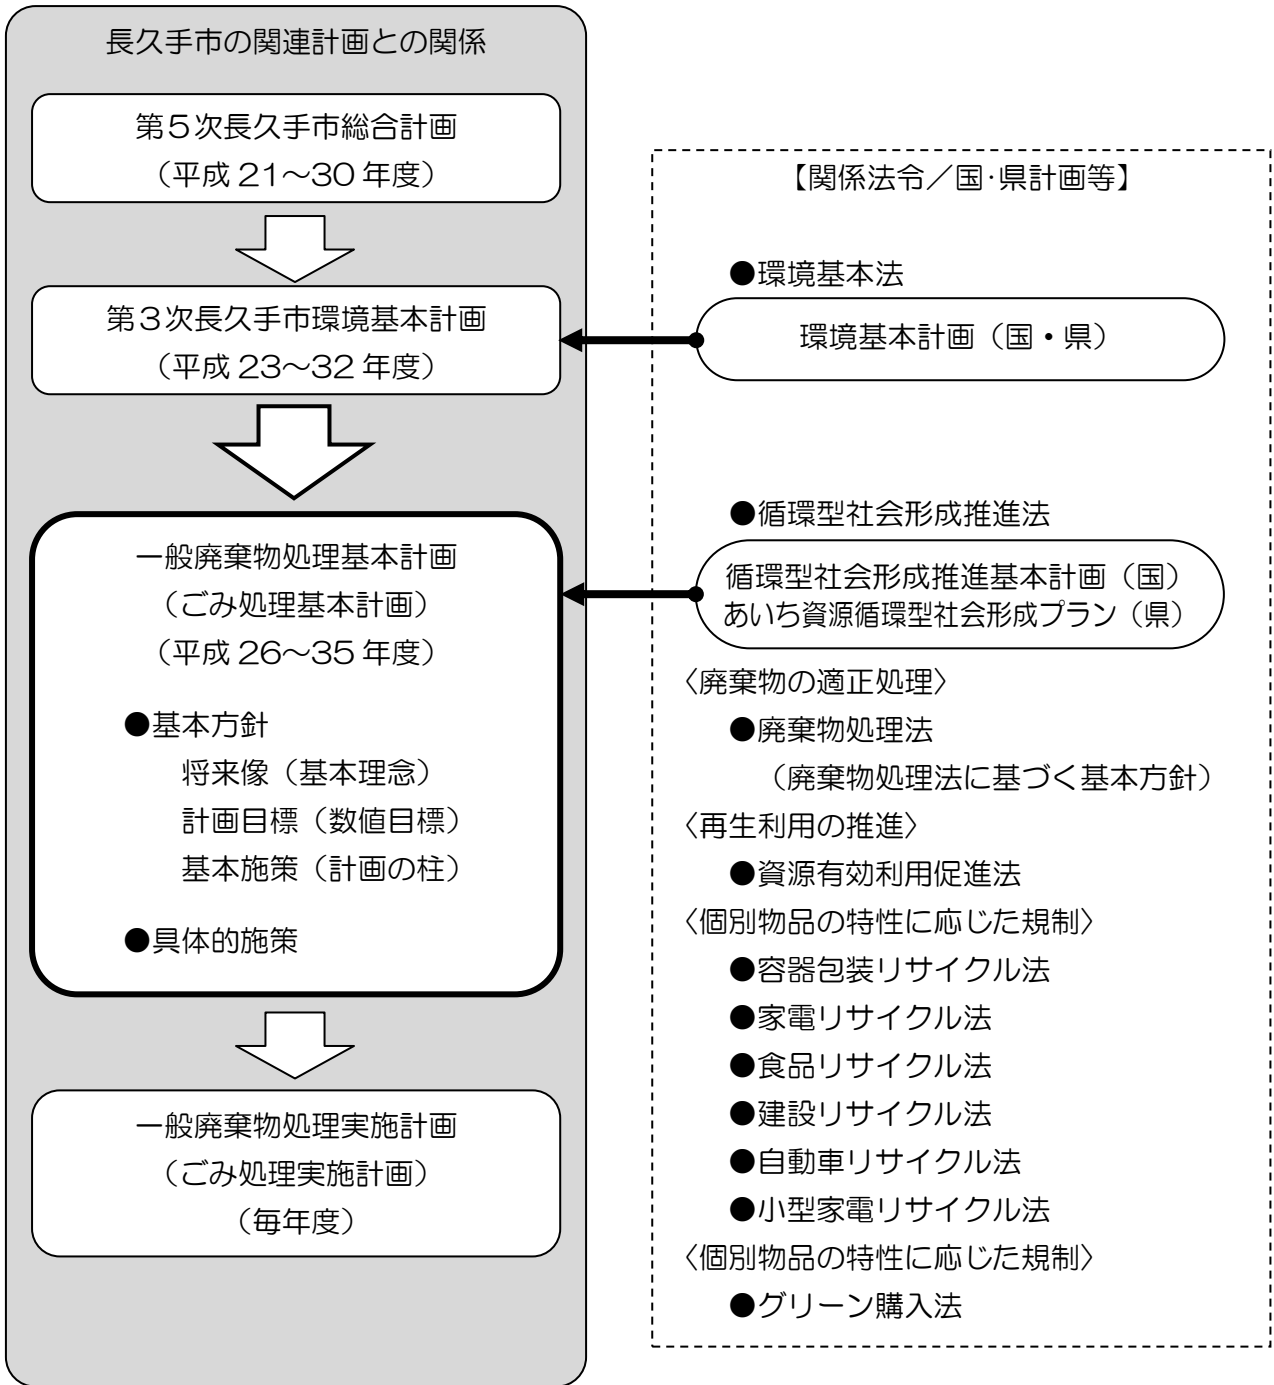 長久手市の関連計画との関係
第５次長久手市総合計画
（平成 21～30 年度）
第３次長久手市環境基本計画
（平成 23～32 年度）
一般廃棄物処理基本計画
（ごみ処理基本計画）
（平成 26～35 年度）
●基本方針
将来像（基本理念）
計画目標（数値目標）
基本施策（計画の柱）
●具体的施策
一般廃棄物処理実施計画
（ごみ処理実施計画）
（毎年度）
【関係法令／国・県計画等】
●環境基本法
環境基本計画（国・県）
●循環型社会形成推進法
循環型社会形成推進基本計画（国）
あいち資源循環型社会形成プラン（県）
〈廃棄物の適正処理〉
●廃棄物処理法
（廃棄物処理法に基づく基本方針）
〈再生利用の推進〉
●資源有効利用促進法
〈個別物品の特性に応じた規制〉
●容器包装リサイクル法
●家電リサイクル法
●食品リサイクル法
●建設リサイクル法
●自動車リサイクル法
●小型家電リサイクル法
〈個別物品の特性に応じた規制〉
●グリーン購入法